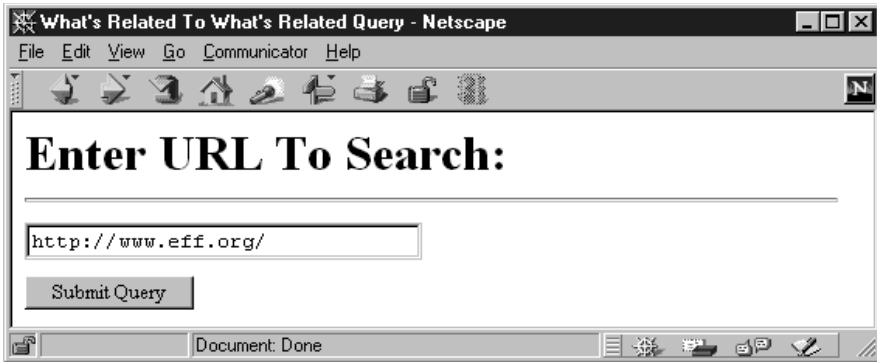 What's Related To What's Related Query - Netscape
File Edit View Go Communicator Help
N
Enter URL To Search:
http://www.eff.org/
Submit Query
Document: Done